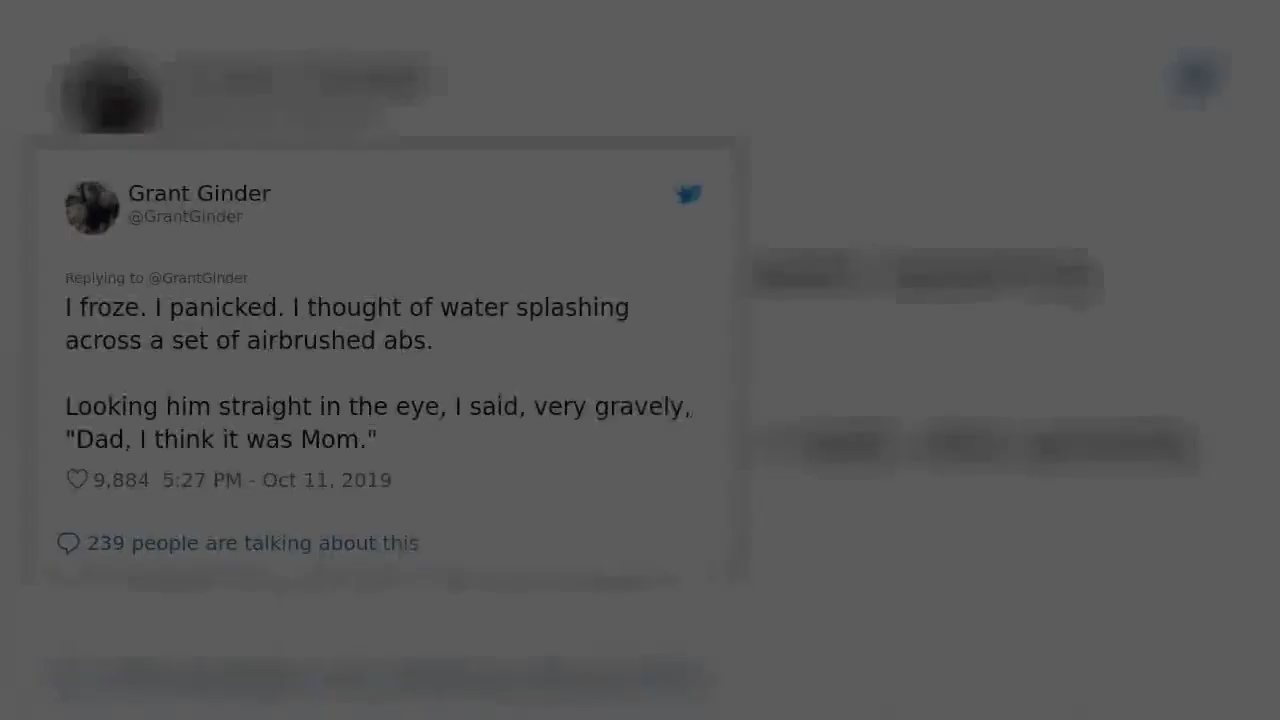 Grant Ginder
@GrantGinder
Replying to @GrantGinder
I froze. I panicked. I thought of water splashing
across a set of airbrushed abs.
Looking him straight in the eye, I said, very gravely,
"Dad, I think it was Mom."
9,884 5:27 PM - Oct 11, 2019
239 people are talking about this